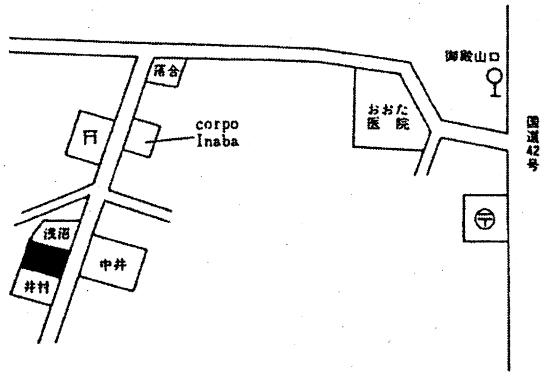 御殿山口
落合
おおた
医院
corpo
Inaba
国道42号
浅沼
中井
井村